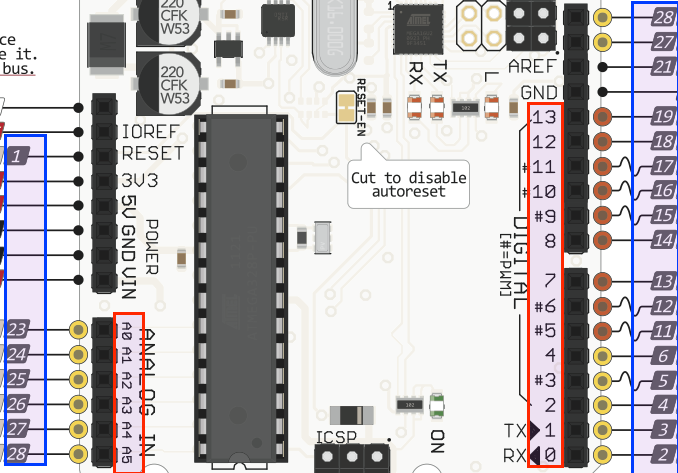 220
CFK
W53
220
CFK
W53
ce
e it.
bus.
1
RX
TX
L
RESET-EN
AREF
GND
13
12
#11
#10
#9
8
7
#6
#5
4
#3
2
TX 1
RX 0
DIGITAL
[#=PWM]
28
27
21
19
18
17
16
15
14
13
12
11
6
5
4
3
2
Cut to disable
autoreset
1
IOREF
RESET
3V3
5V
GND
VIN
POWER
23
24
25
26
27
28
A0
A1
A2
A3
A4
A5
ANALOG IN
102
102
ICSP
ON